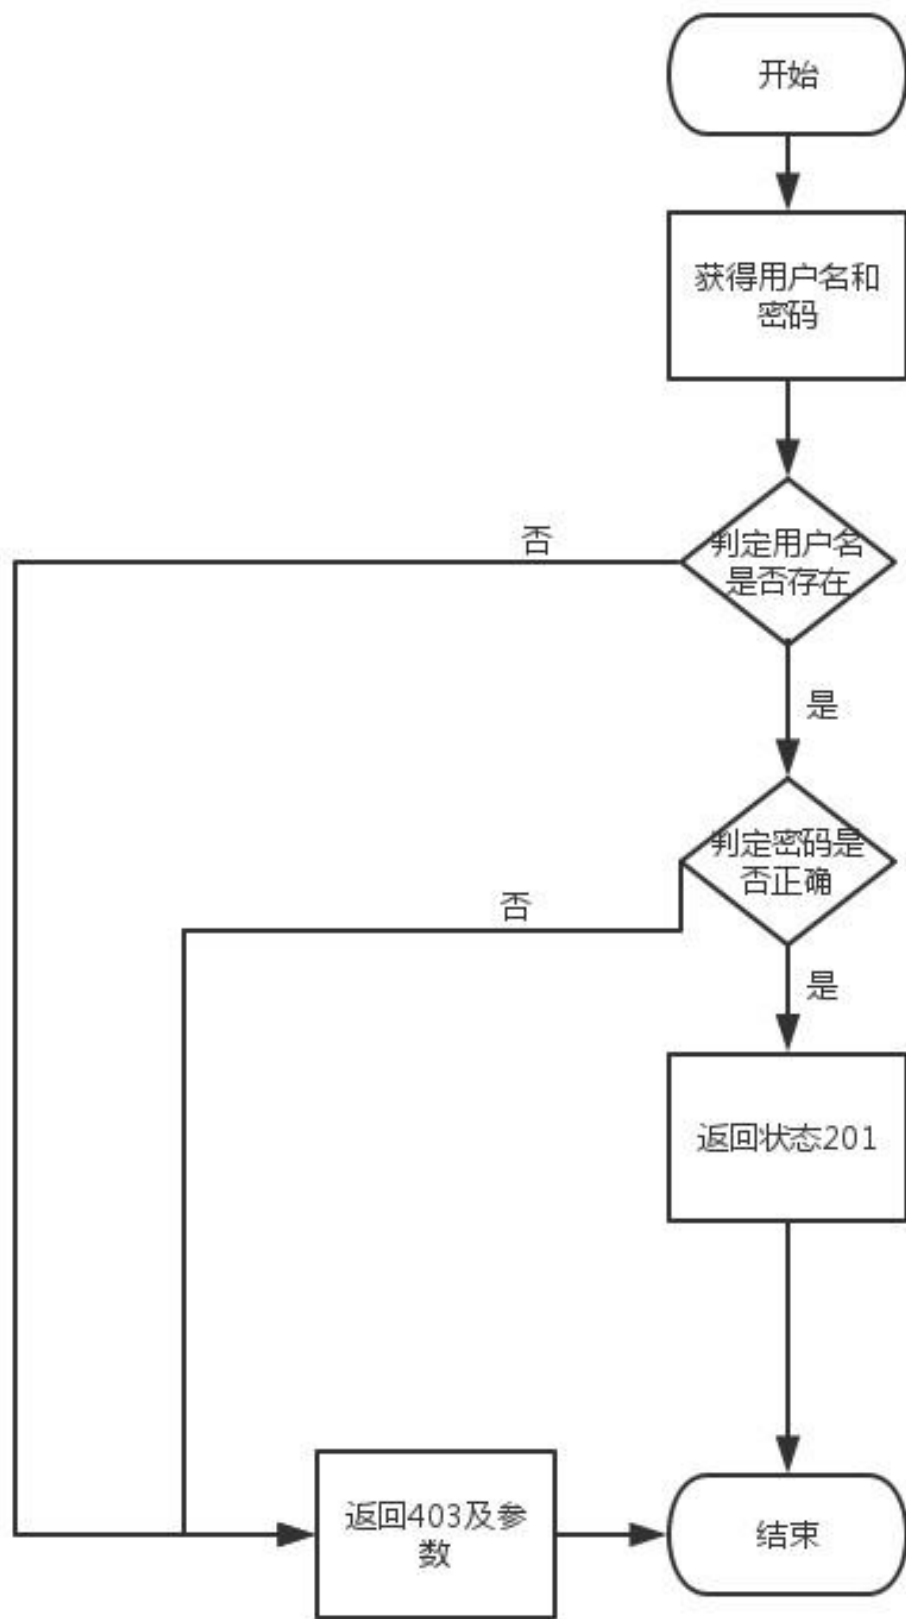 开始
获得用户名和
密码
否
判定用户名
是否存在
是
判定密码是
否正确
否
是
返回状态201
返回403及参
数
结束